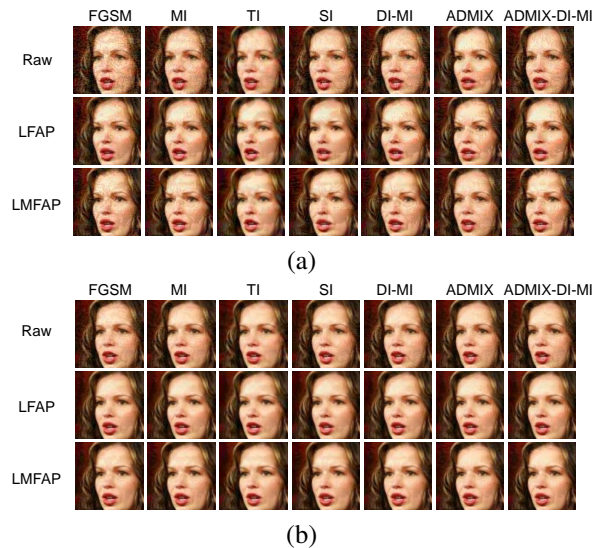 FGSM MI TI SI DI-MI ADMIX ADMIX-DI-MI
Raw
LFAP
LMFAP
(a)
FGSM MI TI SI DI-MI ADMIX ADMIX-DI-MI
Raw
LFAP
LMFAP
(b)